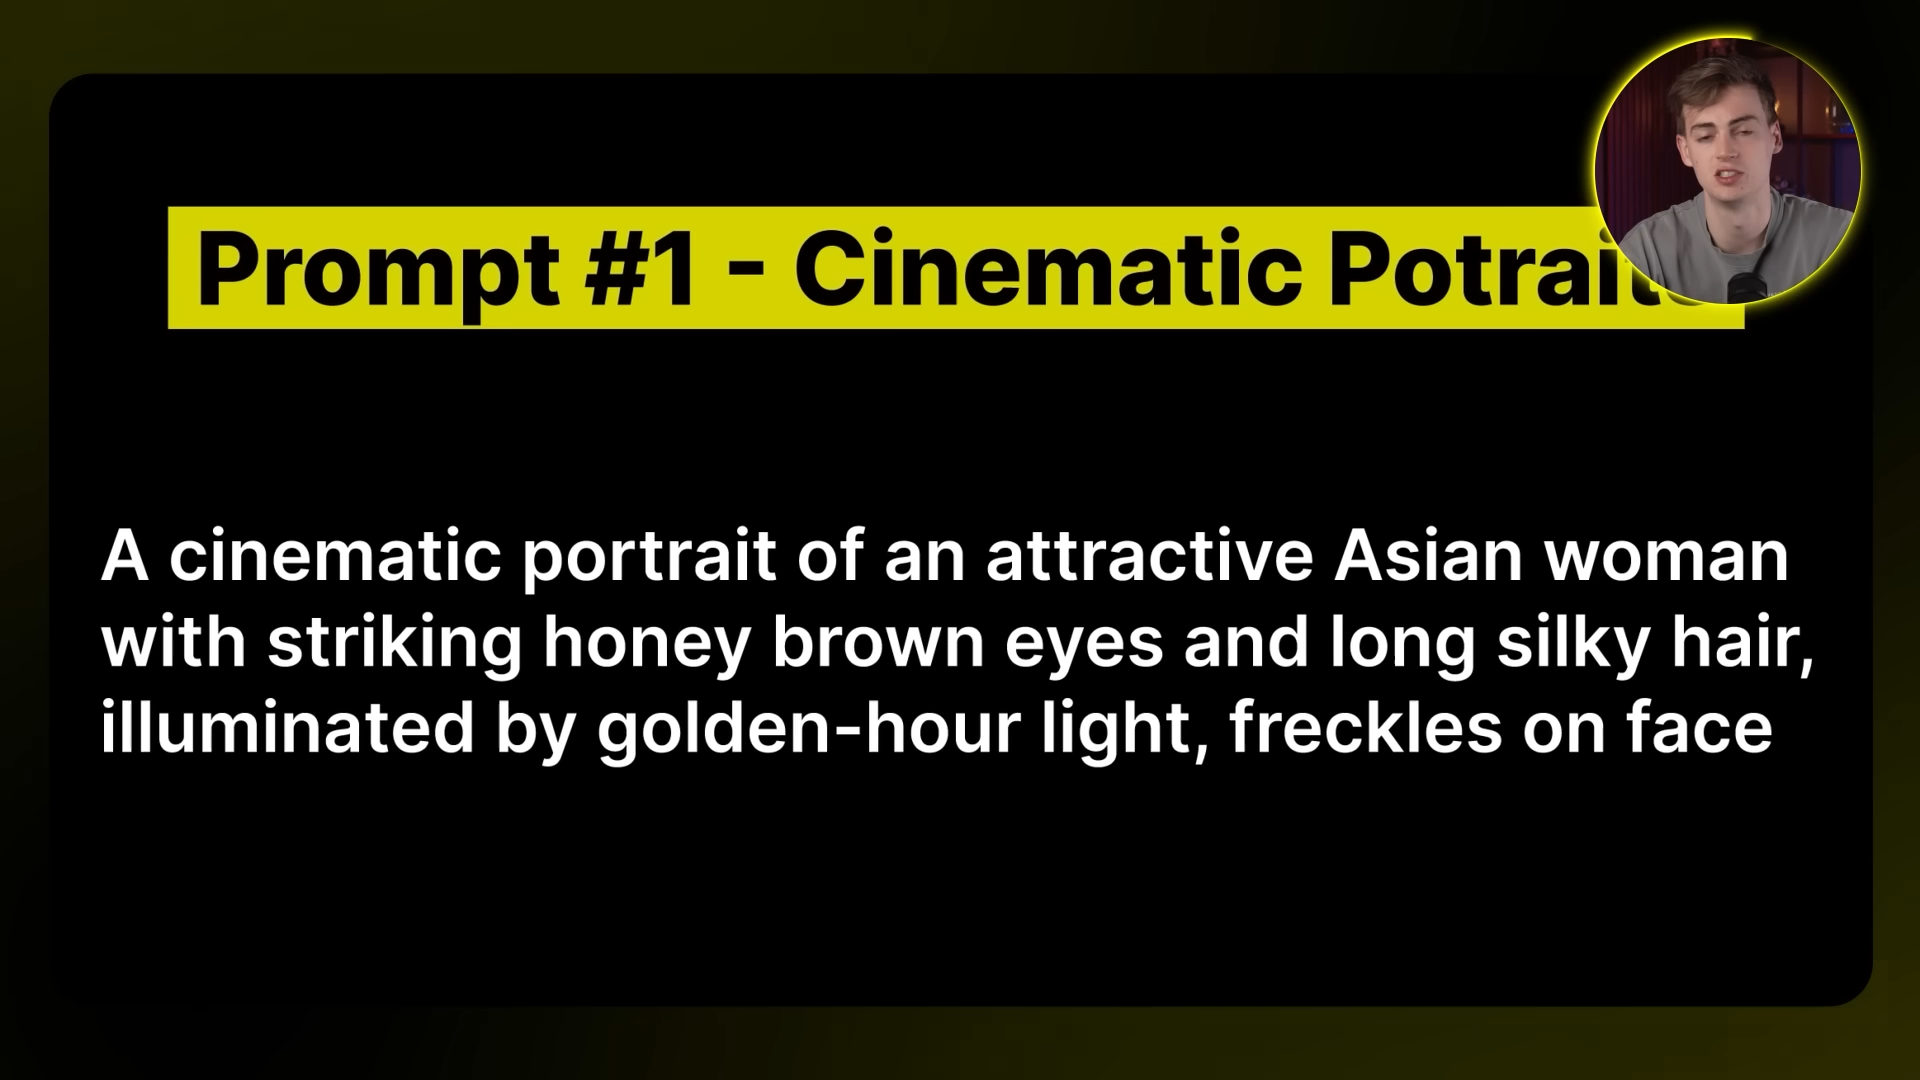 Prompt #1 - Cinematic Potrait
A cinematic portrait of an attractive Asian woman
with striking honey brown eyes and long silky hair,
illuminated by golden-hour light, freckles on face